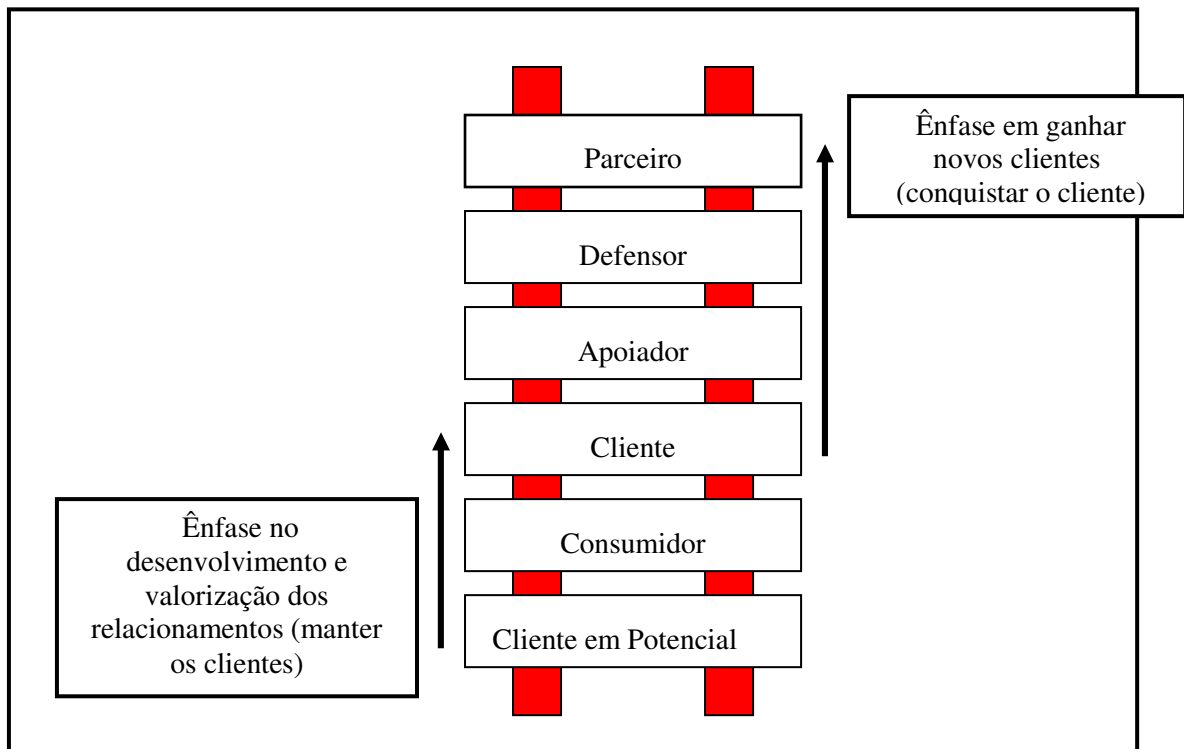 Parceiro
Ênfase em ganhar
novos clientes
(conquistar o cliente)
Defensor
Apoiador
Cliente
Ênfase no
desenvolvimento e
valorização dos
relacionamentos (manter
os clientes)
Consumidor
Cliente em Potencial